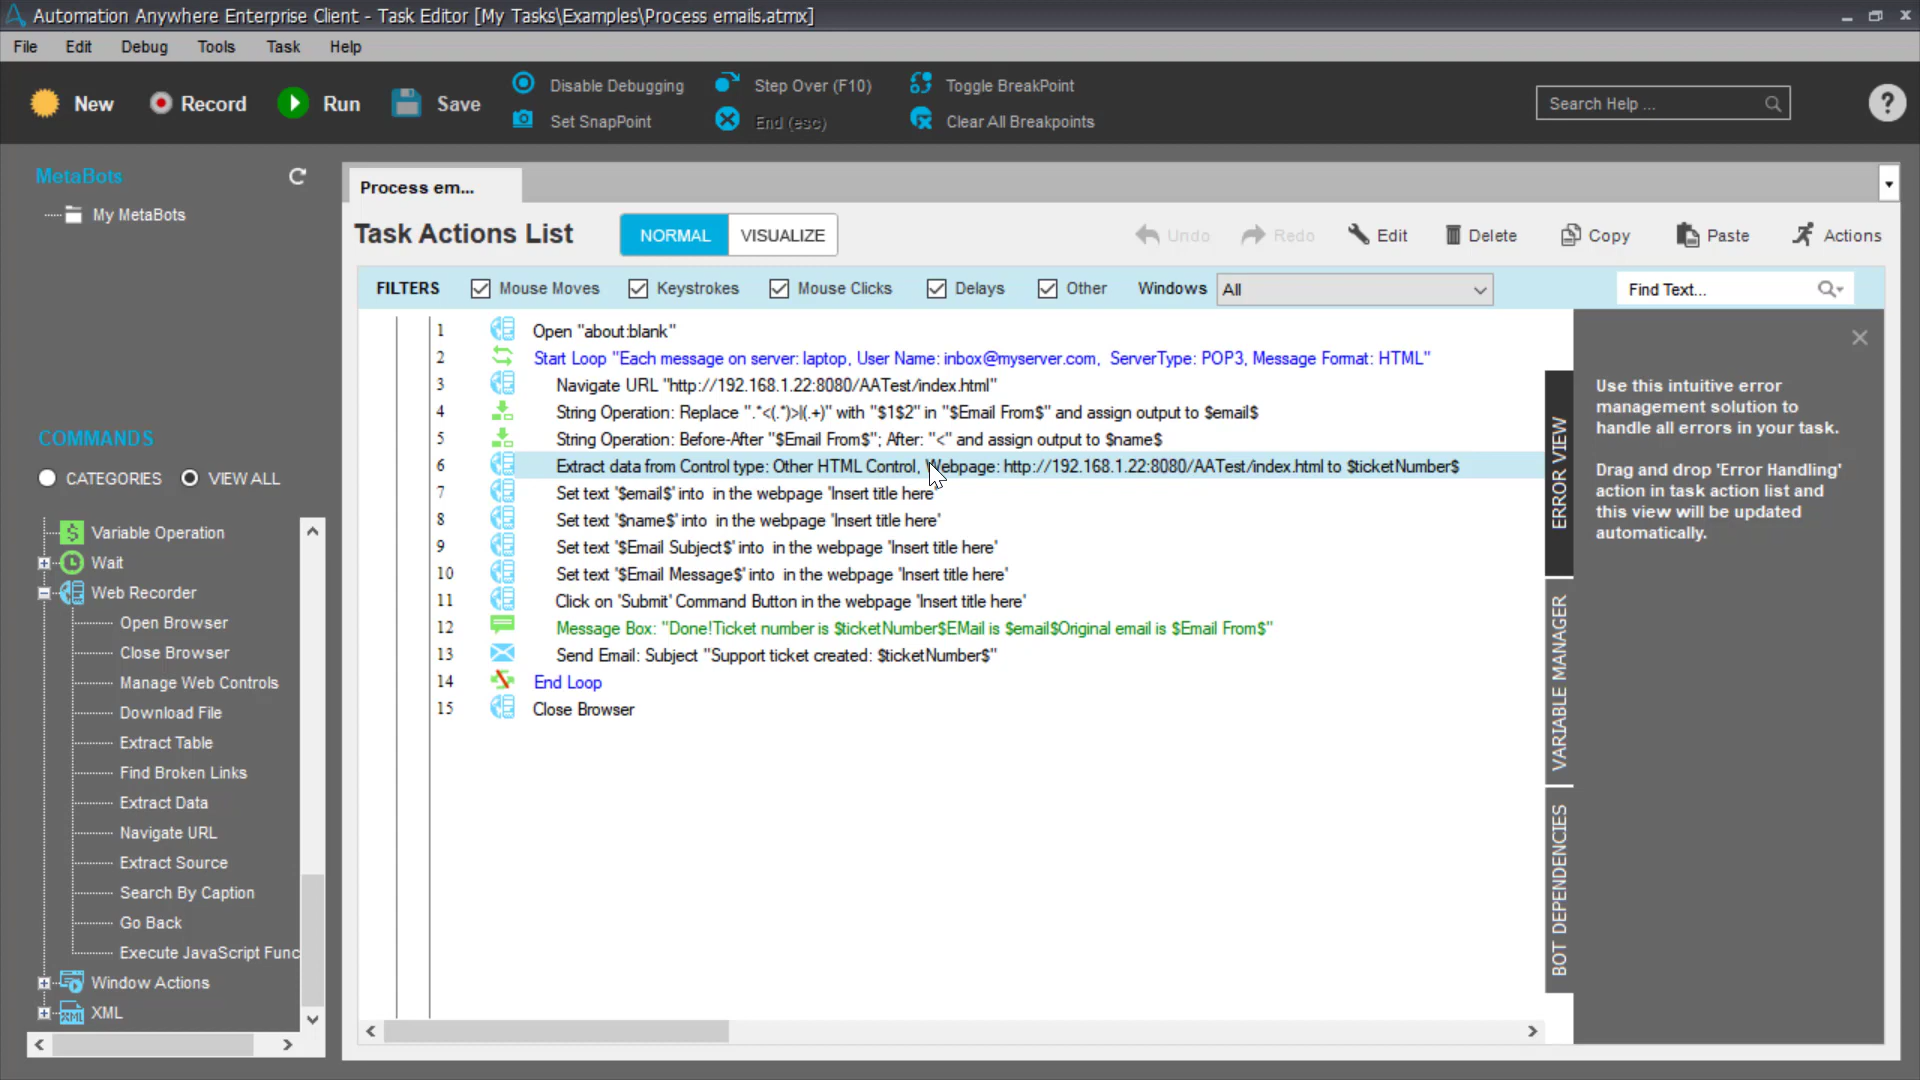 Automation Anywhere Enterprise Client - Task Editor [My Tasks\Examples\Process emails.atmx]
File Edit Debug Tools Task Help
New Record Run Save
Disable Debugging Step Over (F10) Toggle BreakPoint
Set SnapPoint End (esc) Clear All Breakpoints
Search Help ...
?
MetaBots
My MetaBots
COMMANDS
CATEGORIES VIEW ALL
Variable Operation
Wait
Web Recorder
Open Browser
Close Browser
Manage Web Controls
Download File
Extract Table
Find Broken Links
Extract Data
Navigate URL
Extract Source
Search By Caption
Go Back
Execute JavaScript Func
Window Actions
XML
Process em...
Task Actions List NORMAL VISUALIZE
Undo Redo Edit Delete Copy Paste Actions
FILTERS Mouse Moves Keystrokes Mouse Clicks Delays Other Windows All
Find Text...
1 Open "about:blank"
2 Start Loop "Each message on server: laptop, User Name: inbox@myserver.com, ServerType: POP3, Message Format: HTML"
3 Navigate URL "http://192.168.1.22:8080/AATest/index.html"
4 String Operation: Replace ".*<(.*)>|(.+)" with "$1$2" in "$Email From$" and assign output to $email$
5 String Operation: Before-After "$Email From$"; After: "<" and assign output to $name$
6 Extract data from Control type: Other HTML Control, Webpage: http://192.168.1.22:8080/AATest/index.html to $ticketNumber$
7 Set text '$email$' into in the webpage 'Insert title here'
8 Set text '$name$' into in the webpage 'Insert title here'
9 Set text '$Email Subject$' into in the webpage 'Insert title here'
10 Set text '$Email Message$' into in the webpage 'Insert title here'
11 Click on 'Submit' Command Button in the webpage 'Insert title here'
12 Message Box: "Done!Ticket number is $ticketNumber$EMail is $email$Original email is $Email From$"
13 Send Email: Subject "Support ticket created: $ticketNumber$"
14 End Loop
15 Close Browser
ERROR VIEW
VARIABLE MANAGER
BOT DEPENDENCIES
Use this intuitive error
management solution to
handle all errors in your task.
Drag and drop 'Error Handling'
action in task action list and
this view will be updated
automatically.